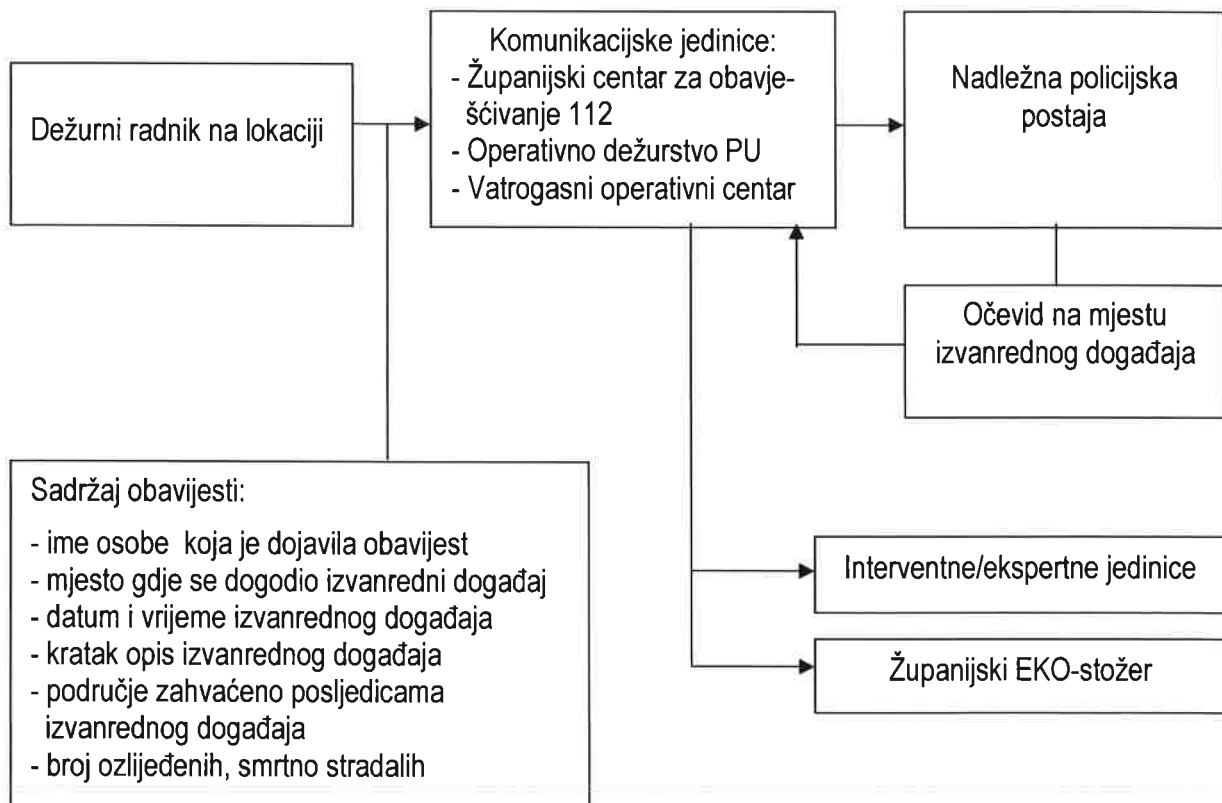 Dežurni radnik na lokaciji
Komunikacijske jedinice:
- Županijski centar za obavje-
šćivanje 112
- Operativno dežurstvo PU
- Vatrogasni operativni centar
Nadležna policijska
postaja
Očevid na mjestu
izvanrednog događaja
Sadržaj obavijesti:
- ime osobe koja je dojavila obavijest
- mjesto gdje se dogodio izvanredni događaj
- datum i vrijeme izvanrednog događaja
- kratak opis izvanrednog događaja
- područje zahvaćeno posljedicama
izvanrednog događaja
- broj ozlijeđenih, smrtno stradalih
Interventne/ekspertne jedinice
Županijski EKO-stožer